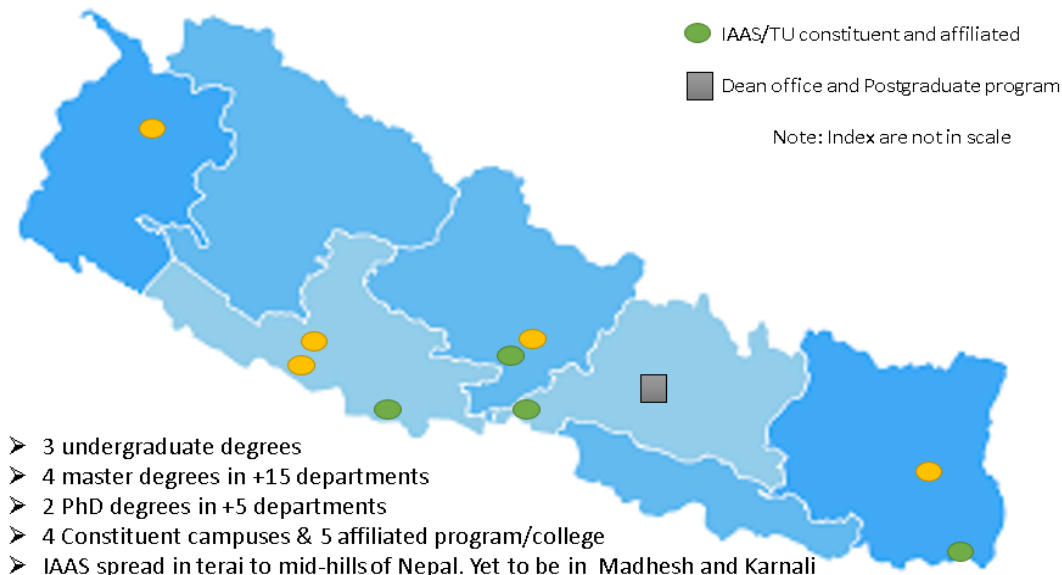 IAAS/TU constituent and affiliated
Dean office and Postgraduate program
Note: Index are not in scale
➢ 3 undergraduate degrees
➢ 4 master degrees in +15 departments
➢ 2 PhD degrees in +5 departments
➢ 4 Constituent campuses & 5 affiliated program/college
➢ IAAS spread in terai to mid-hills of Nepal. Yet to be in Madhesh and Karnali